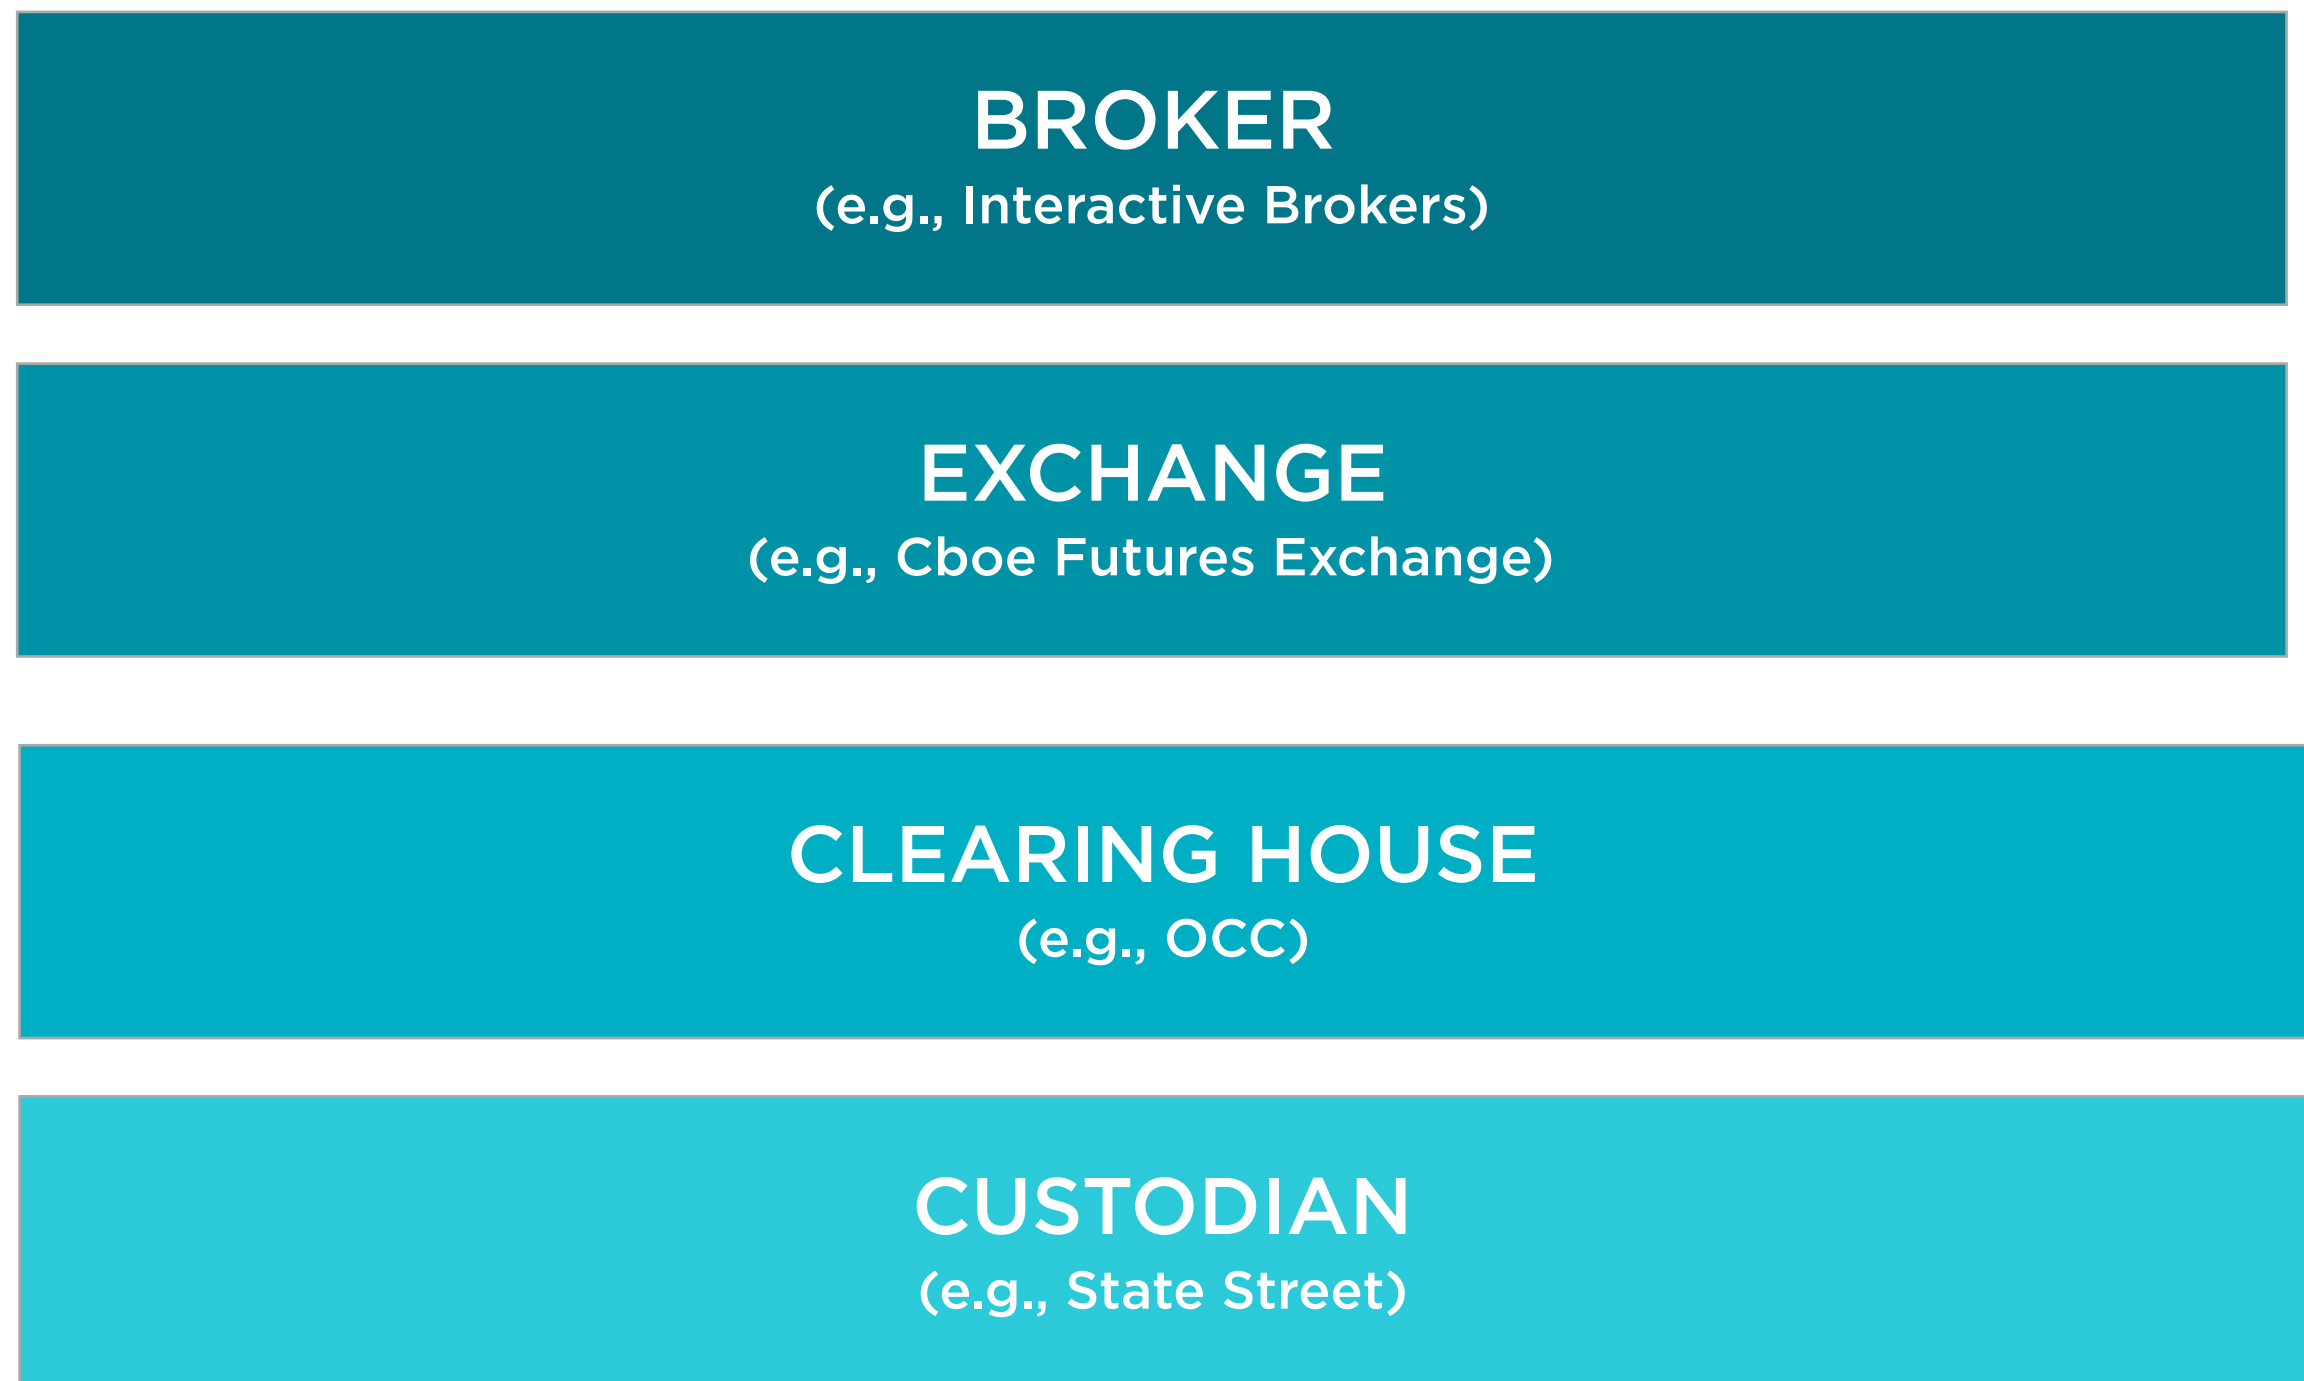 BROKER
(e.g., Interactive Brokers)
EXCHANGE
(e.g., Cboe Futures Exchange)
CLEARING HOUSE
(e.g., OCC)
CUSTODIAN
(e.g., State Street)